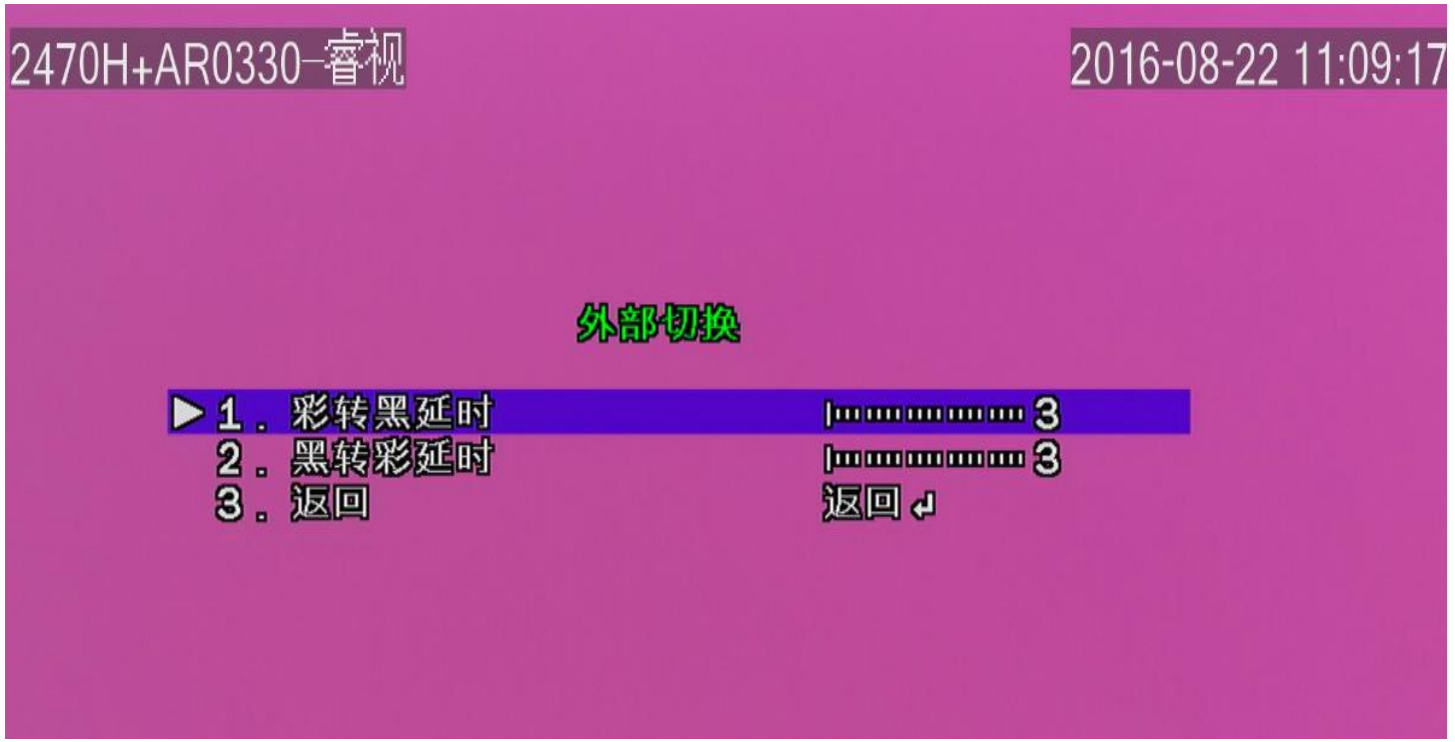 2470H+AR0330-睿视
2016-08-22 11:09:17
外部切换
1. 彩转黑延时 3
2. 黑转彩延时 3
3. 返回 返回